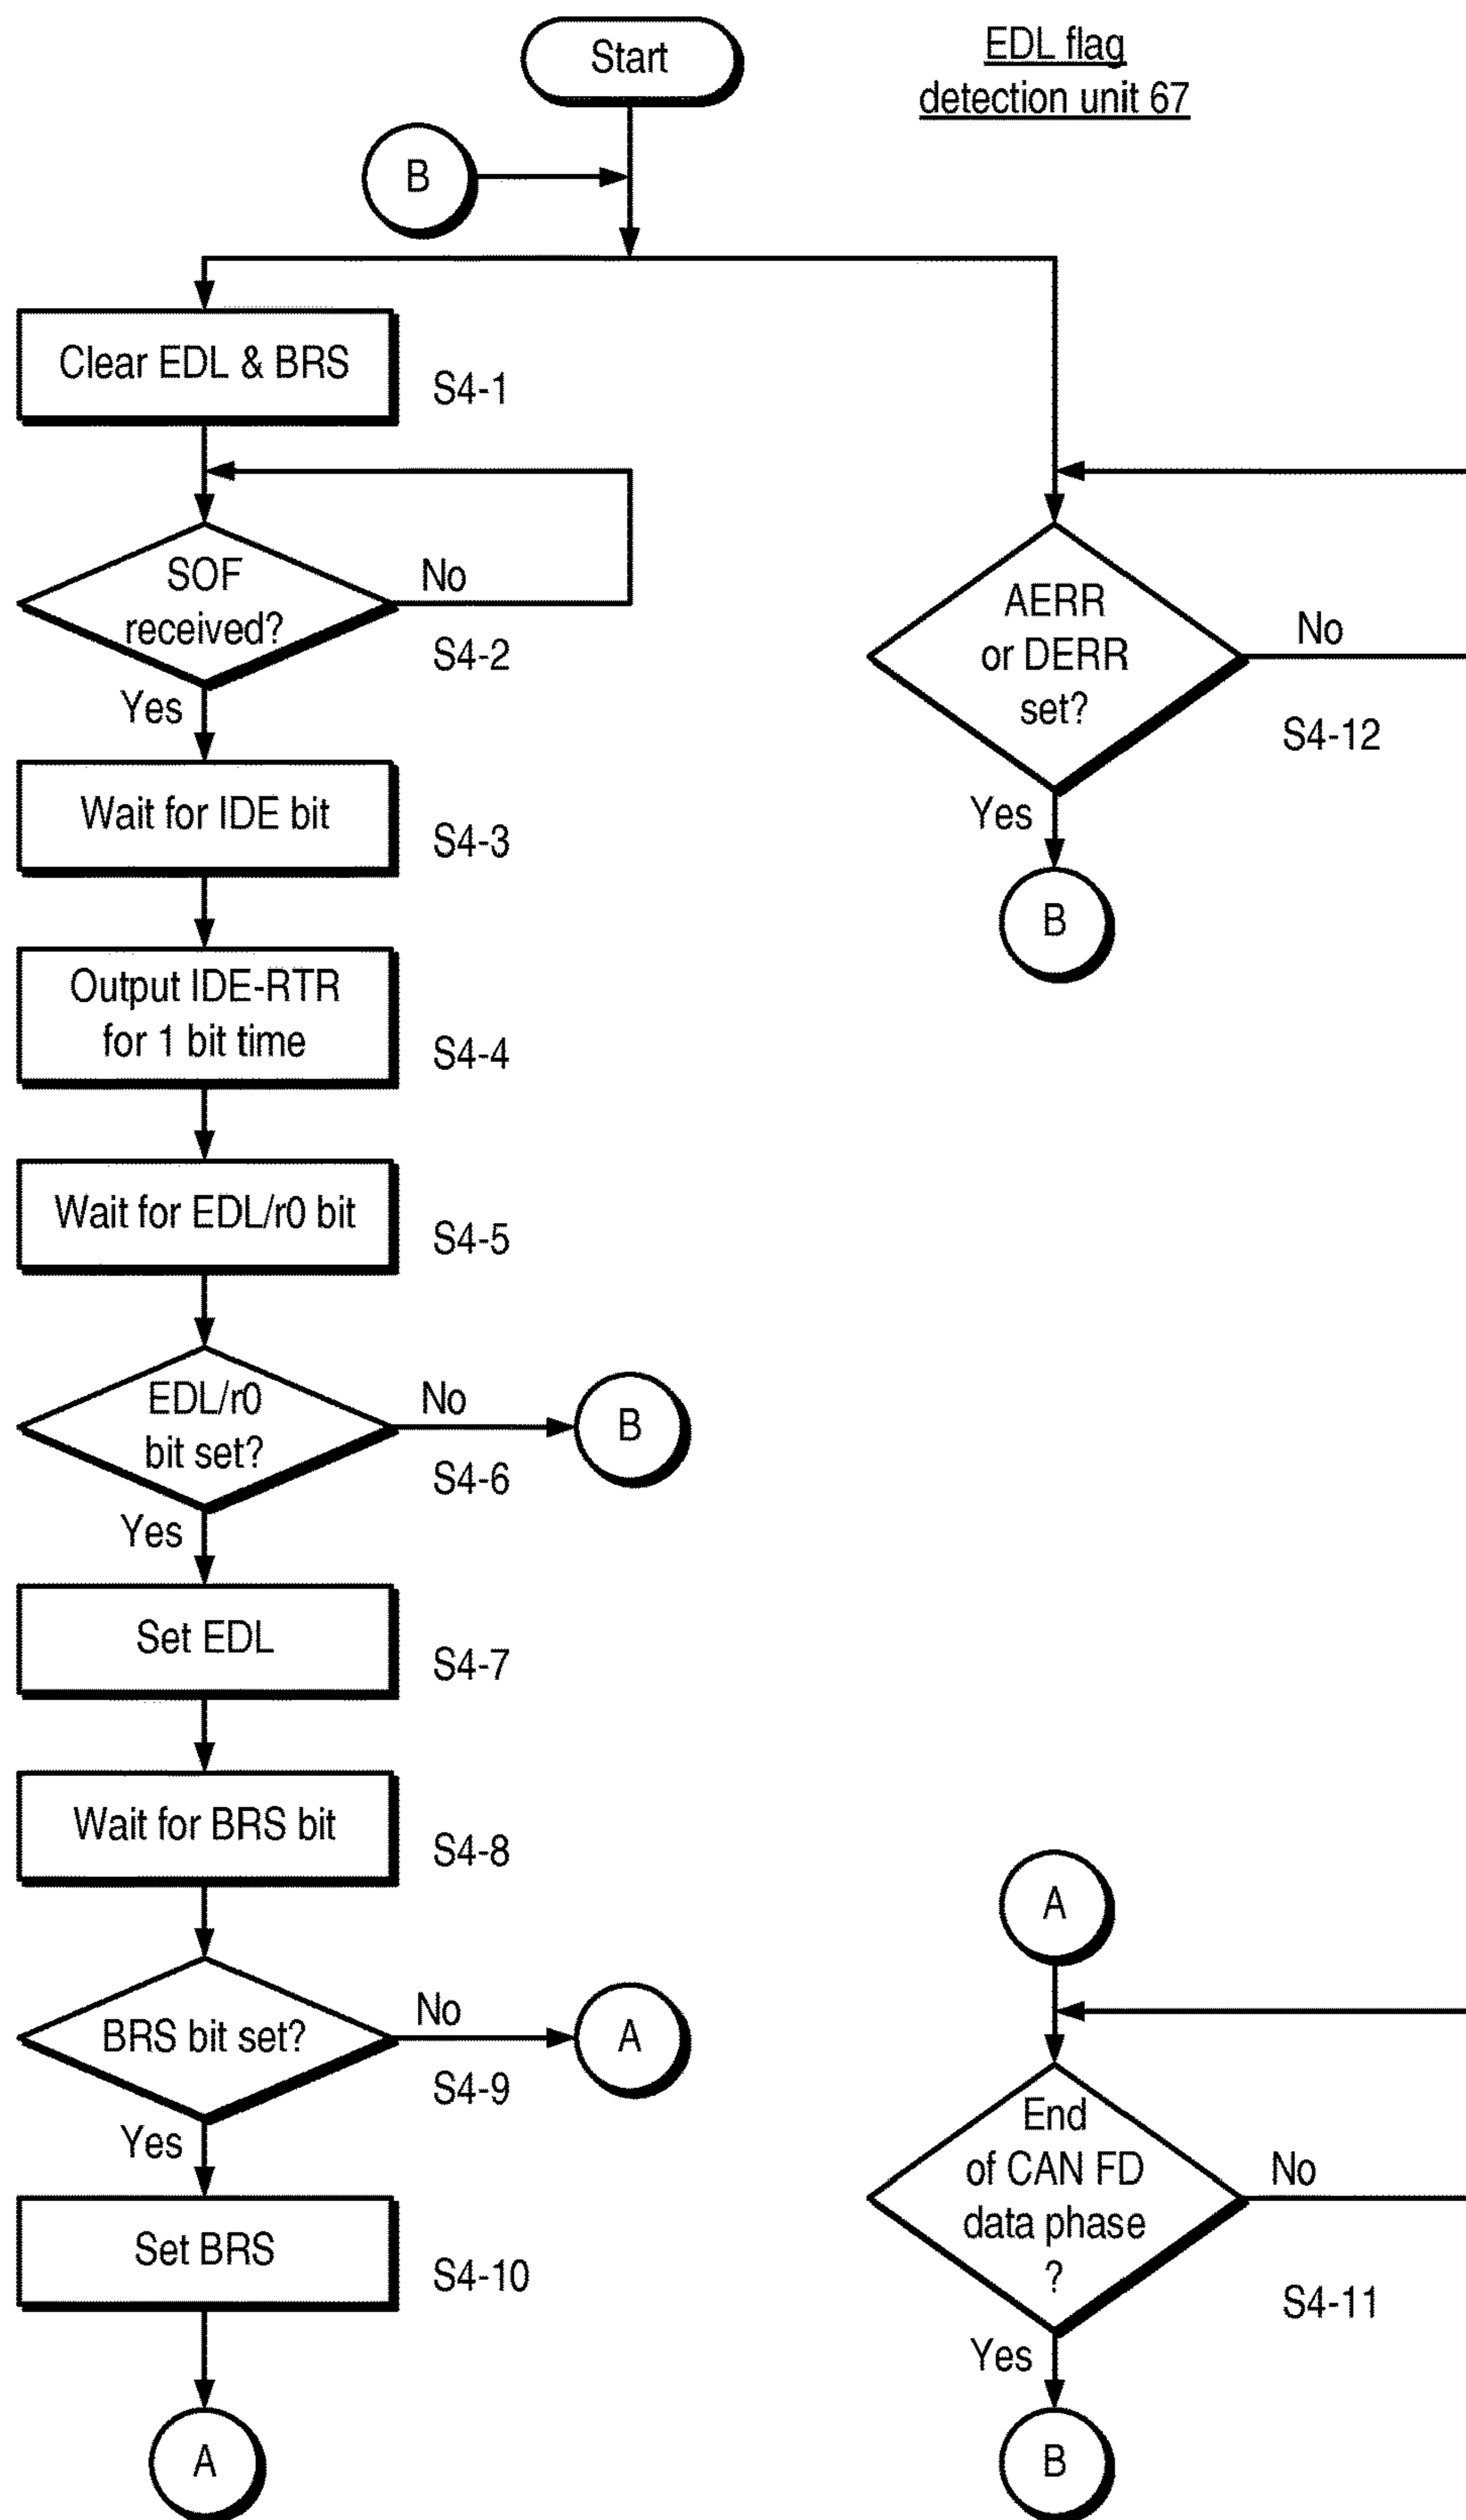 Start
EDL flag
detection unit 67
B
Clear EDL & BRS
S4-1
SOF
received?
No
S4-2
Yes
Wait for IDE bit
S4-3
Output IDE-RTR
for 1 bit time
S4-4
Wait for EDL/r0 bit
S4-5
EDL/r0
bit set?
No
B
S4-6
Yes
Set EDL
S4-7
Wait for BRS bit
S4-8
BRS bit set?
No
A
S4-9
Yes
Set BRS
S4-10
A
AERR
or DERR
set?
No
S4-12
Yes
B
A
End
of CAN FD
data phase
?
No
S4-11
Yes
B